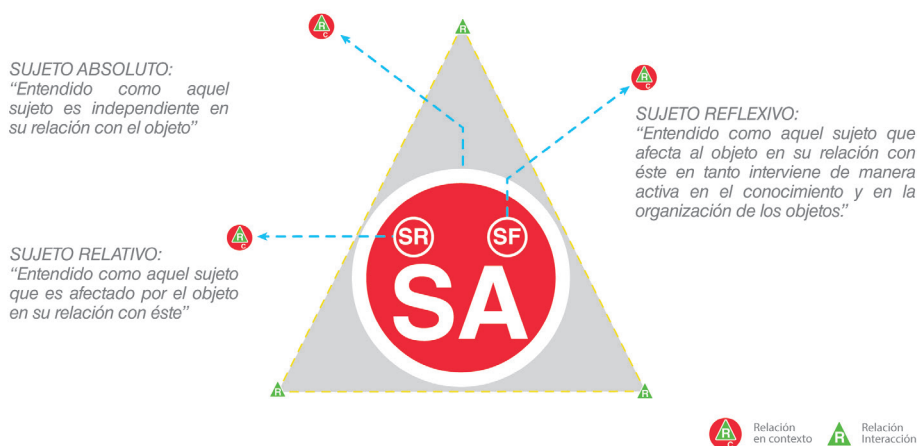 R
C
R
SUJETO ABSOLUTO:
“Entendido como aquel
sujeto es independiente en
su relación con el objeto”
R
C
SUJETO REFLEXIVO:
“Entendido como aquel sujeto que
afecta al objeto en su relación con
éste en tanto interviene de manera
activa en el conocimiento y en la
organización de los objetos.”
R
C
SUJETO RELATIVO:
“Entendido como aquel sujeto
que es afectado por el objeto
en su relación con éste”
SR
SF
SA
R
R
R
C
Relación
en contexto
R
Relación
Interacción